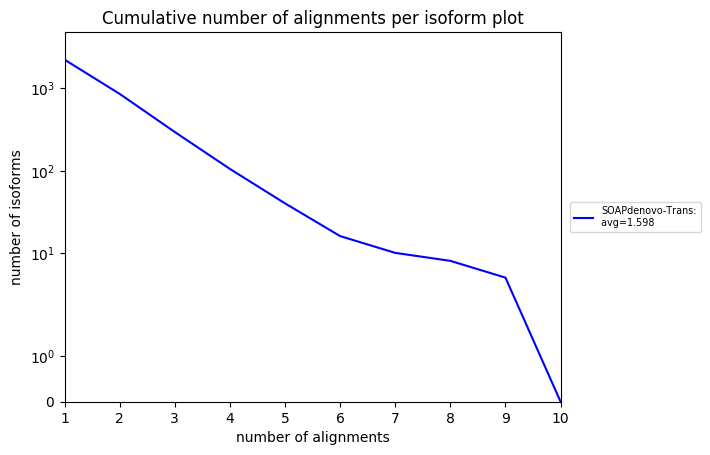 Cumulative number of alignments per isoform plot
number of isoforms
10³
10²
10¹
10⁰
0
1 2 3 4 5 6 7 8 9 10
number of alignments
SOAPdenovo-Trans:
avg=1.598